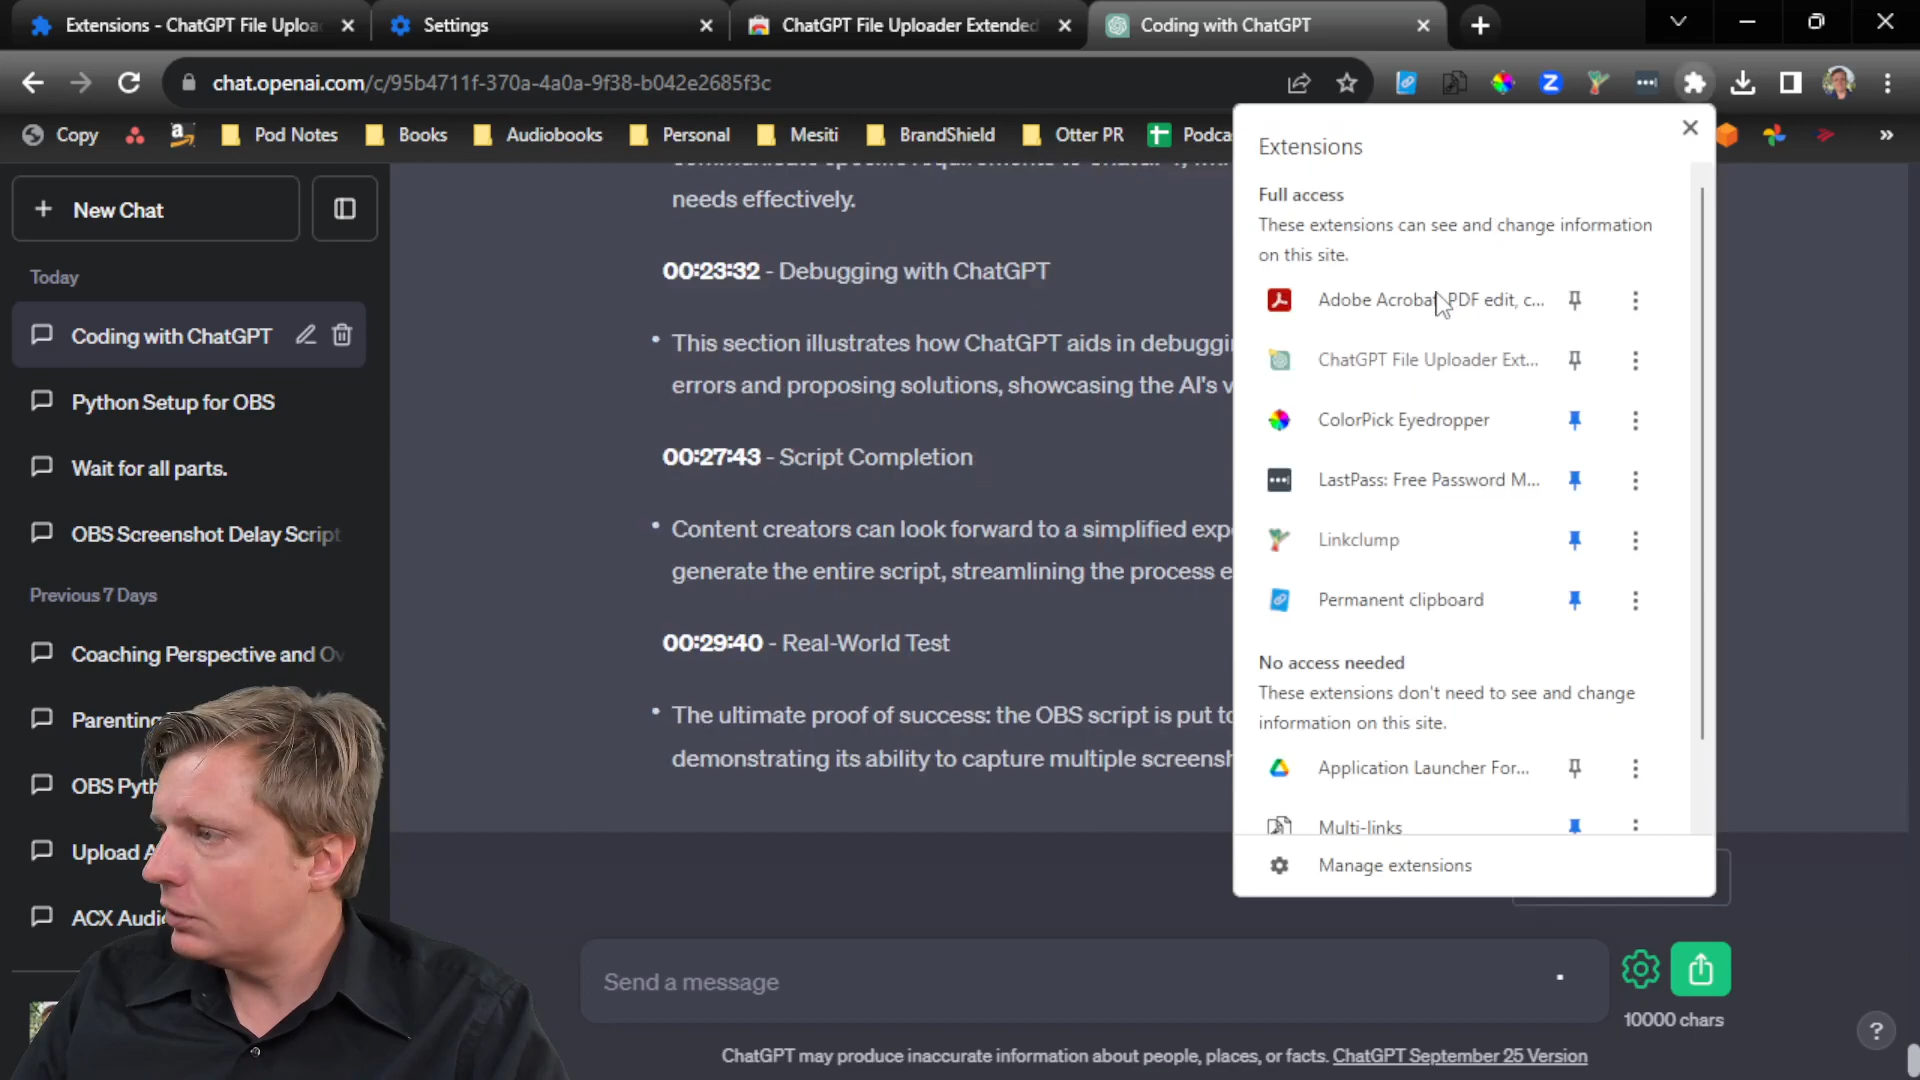 Extensions - ChatGPT File Uploa
Settings
ChatGPT File Uploader Extended
Coding with ChatGPT
chat.openai.com/c/95b4711f-370a-4a0a-9f38-b042e2685f3c
Copy
Pod Notes
Books
Audiobooks
Personal
Mesiti
BrandShield
Otter PR
Podca
New Chat
Today
Coding with ChatGPT
Python Setup for OBS
Wait for all parts.
OBS Screenshot Delay Script
Previous 7 Days
Coaching Perspective and Ov
Parenting
OBS Pyth
Upload A
ACX Audi
needs effectively.
00:23:32 - Debugging with ChatGPT
• This section illustrates how ChatGPT aids in debuggi
errors and proposing solutions, showcasing the AI's v
00:27:43 - Script Completion
• Content creators can look forward to a simplified exp
generate the entire script, streamlining the process e
00:29:40 - Real-World Test
• The ultimate proof of success: the OBS script is put to
demonstrating its ability to capture multiple screensh
Extensions
Full access
These extensions can see and change information
on this site.
Adobe Acrobat PDF edit, c...
ChatGPT File Uploader Ext...
ColorPick Eyedropper
LastPass: Free Password M...
Linkclump
Permanent clipboard
No access needed
These extensions don't need to see and change
information on this site.
Application Launcher For...
Multi-links
Manage extensions
Send a message
10000 chars
?
ChatGPT may produce inaccurate information about people, places, or facts. ChatGPT September 25 Version